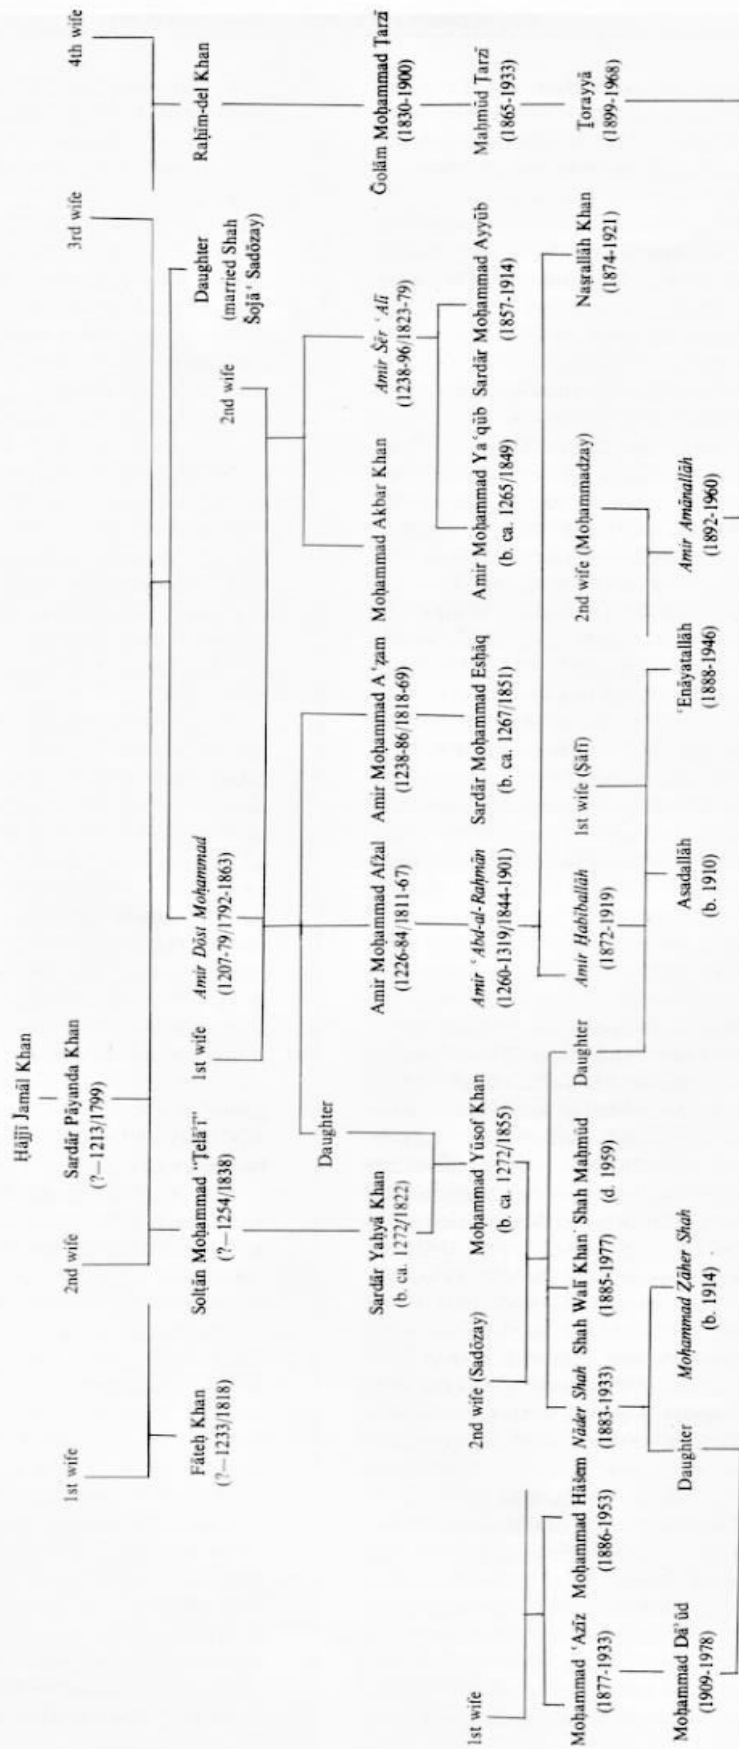 Ḥājjī Jamāl Khan
Sardār Pāyanda Khan
(?—1213/1799)
1st wife
2nd wife
3rd wife
4th wife
Fāteḥ Khan
(?—1233/1818)
Solṭān Moḥammad "Ṭelā'ī"
(?—1254/1838)
Amir Dōst Moḥammad
(1207-79/1792-1863)
Daughter
(married Shah
Šojāʿ Sadōzay)
Raḥīm-del Khan
1st wife
2nd wife
Daughter
Sardār Yaḥyā Khan
(b. ca. 1272/1822)
Amir Moḥammad Afżal
(1226-84/1811-67)
Amir Moḥammad Aʿẓam
(1238-86/1818-69)
Moḥammad Akbar Khan
Amir Šēr ʿAlī
(1238-96/1823-79)
Ḡolām Moḥammad Ṭarzī
(1830-1900)
2nd wife (Sadōzay)
Moḥammad Yūsof Khan
(b. ca. 1272/1855)
Amir ʿAbd-al-Raḥmān
(1260-1319/1844-1901)
Sardār Moḥammad Esḥāq
(b. ca. 1267/1851)
Amir Moḥammad Yaʿqūb
(b. ca. 1265/1849)
Sardār Moḥammad Ayyūb
(1857-1914)
Maḥmūd Ṭarzī
(1865-1933)
1st wife
Moḥammad ʿAzīz
(1877-1933)
Moḥammad Hāšem
(1886-1953)
Nāder Shah
(1883-1933)
Shah Walī Khan
(1885-1977)
Shah Maḥmūd
(d. 1959)
Daughter
Amir Ḥabīballāh
(1872-1919)
1st wife (Ṣāfī)
2nd wife (Moḥammadzay)
Naṣrallāh Khan
(1874-1921)
Ṯorayyā
(1899-1968)
Moḥammad Dā'ūd
(1909-1978)
Daughter
Moḥammad Ẓāher Shah
(b. 1914)
Asadallāh
(b. 1910)
ʿEnāyatallāh
(1888-1946)
Amir Amānallāh
(1892-1960)